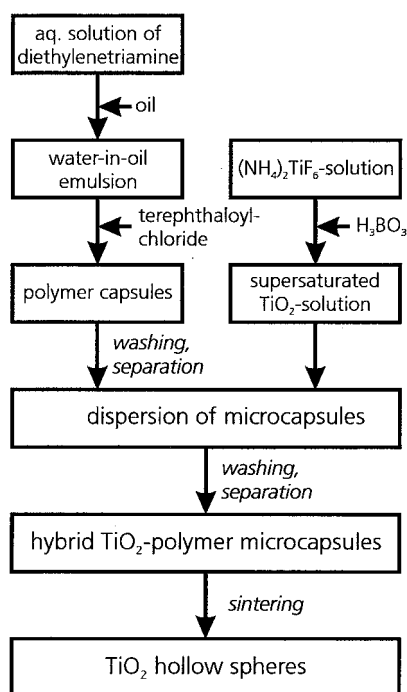 aq. solution of
diethylenetriamine
oil
water-in-oil
emulsion
(NH₄)₂TiF₆-solution
terephthaloyl-
chloride
H₃BO₃
polymer capsules
supersaturated
TiO₂-solution
washing,
separation
dispersion of microcapsules
washing,
separation
hybrid TiO₂-polymer microcapsules
sintering
TiO₂ hollow spheres